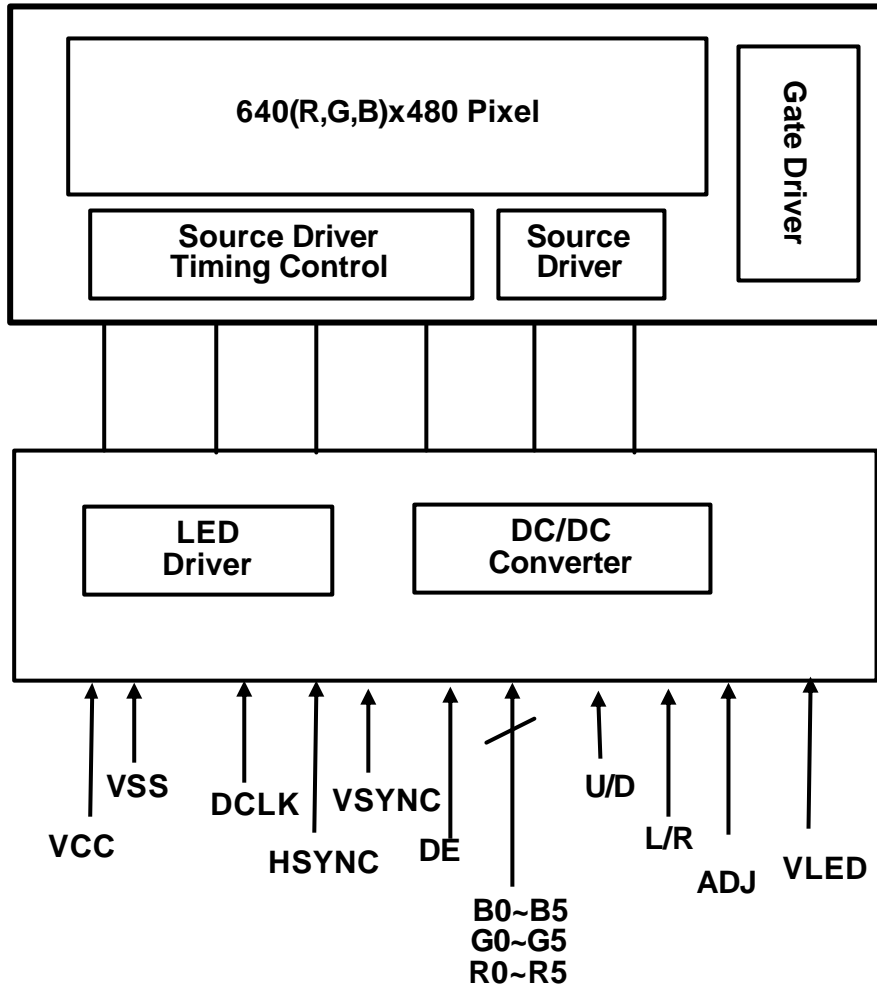 640(R,G,B)x480 Pixel
Gate Driver
Source Driver
Timing Control
Source
Driver
LED
Driver
DC/DC
Converter
VCC
VSS
DCLK
HSYNC
VSYNC
DE
B0~B5
G0~G5
R0~R5
U/D
L/R
ADJ
VLED